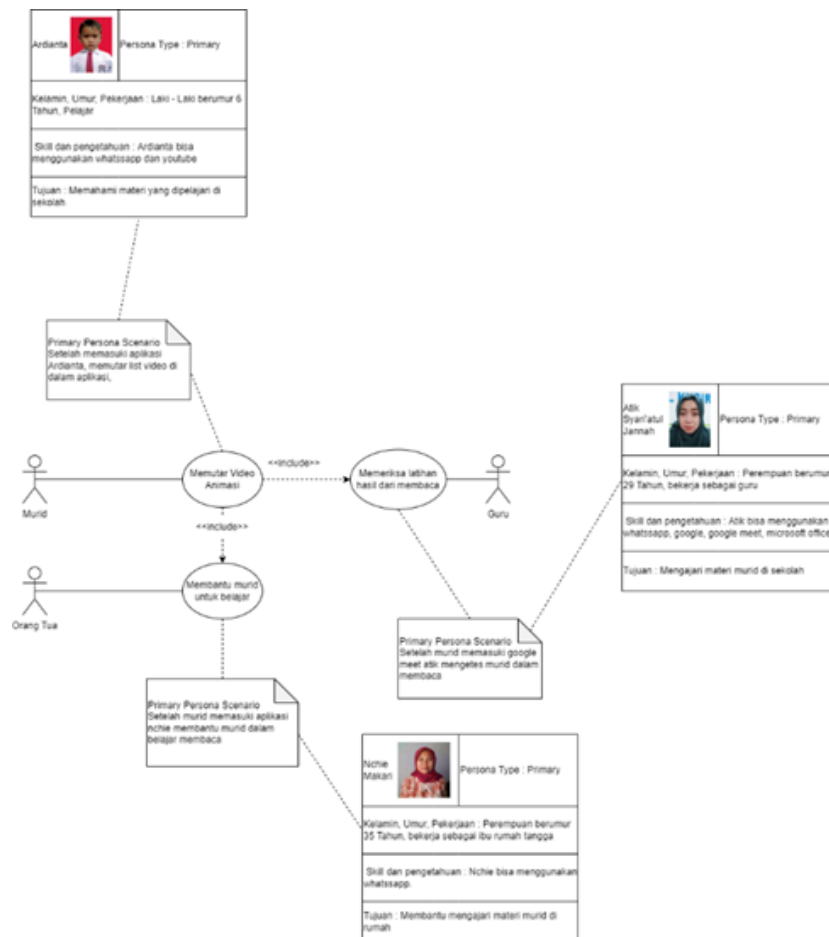 Ardianta
Persona Type : Primary
Kelamin, Umur, Pekerjaan : Laki - Laki berumur 6
Tahun, Pelajar
Skill dan pengetahuan : Ardianta bisa
menggunakan whatssapp dan youtube
Tujuan : Memahami materi yang dipelajari di
sekolah
Primary Persona Scenario
Setelah memasuki aplikasi
Ardianta, memutar list video di
dalam aplikasi,
Murid
Memutar Video
Animasi
<<include>>
Memeriksa latihan
hasil dari membaca
Guru
<<include>>
Orang Tua
Membantu murid
untuk belajar
Atik
Syari'atul
Jannah
Persona Type : Primary
Kelamin, Umur, Pekerjaan : Perempuan berumur
29 Tahun, bekerja sebagai guru
Skill dan pengetahuan : Atik bisa menggunakan
whatssapp, google, google meet, microsoft office
Tujuan : Mengajari materi murid di sekolah
Primary Persona Scenario
Setelah murid memasuki google
meet atik mengetes murid dalam
membaca
Primary Persona Scenario
Setelah murid memasuki aplikasi
nchie membantu murid dalam
belajar membaca
Nchie
Makari
Persona Type : Primary
Kelamin, Umur, Pekerjaan : Perempuan berumur
35 Tahun, bekerja sebagai ibu rumah tangga
Skill dan pengetahuan : Nchie bisa menggunakan
whatssapp.
Tujuan : Membantu mengajari materi murid di
rumah